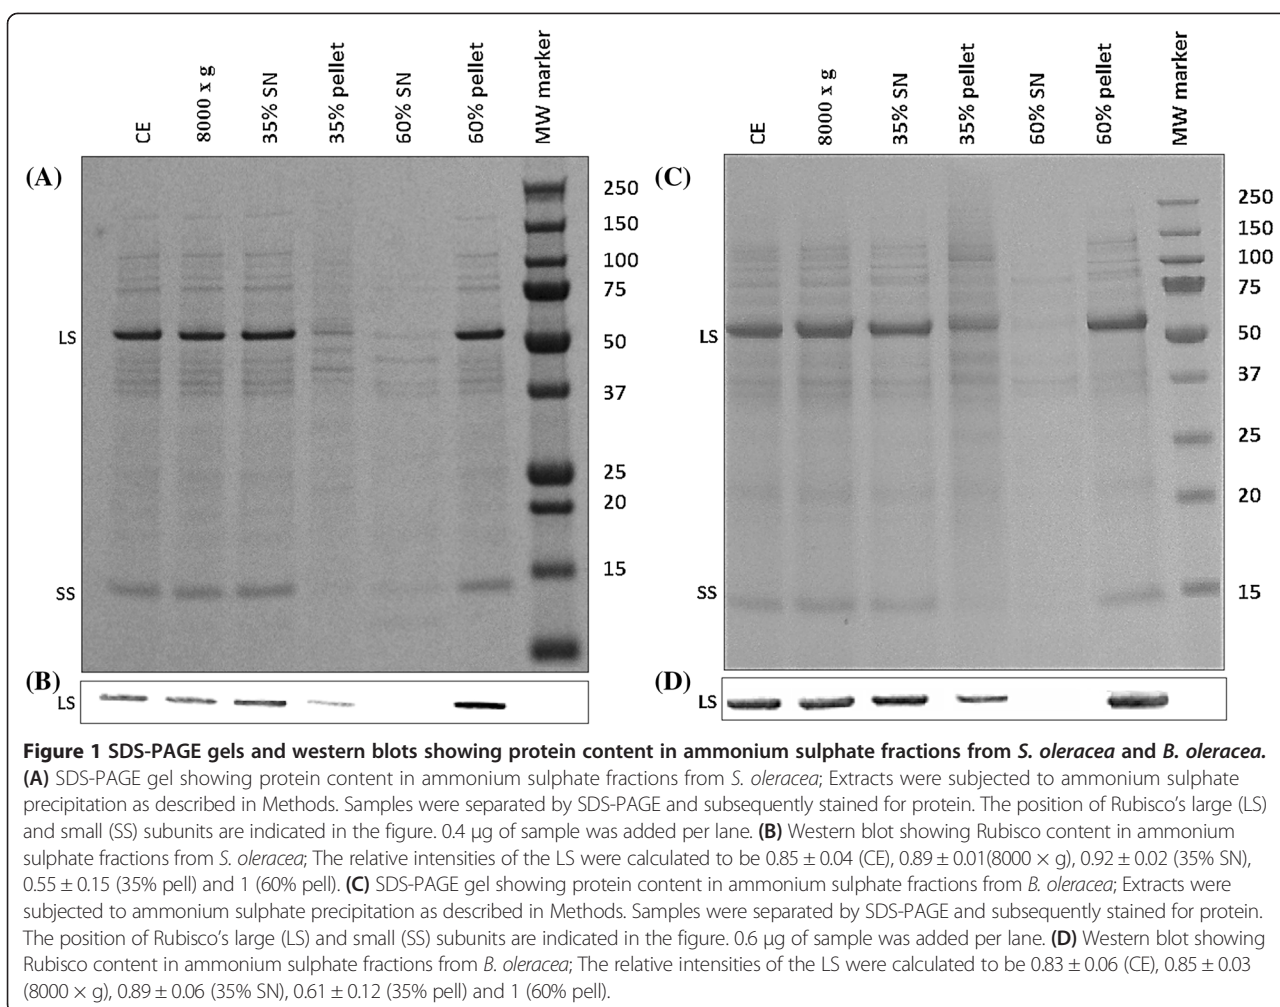 CE
8000 x g
35% SN
35% pellet
60% SN
60% pellet
MW marker
(A)
LS
SS
250
150
100
75
50
37
25
20
15
(B)
LS
CE
8000 x g
35% SN
35% pellet
60% SN
60% pellet
MW marker
(C)
LS
SS
250
150
100
75
50
37
25
20
15
(D)
LS
Figure 1 SDS-PAGE gels and western blots showing protein content in ammonium sulphate fractions from S. oleracea and B. oleracea.
(A) SDS-PAGE gel showing protein content in ammonium sulphate fractions from S. oleracea; Extracts were subjected to ammonium sulphate
precipitation as described in Methods. Samples were separated by SDS-PAGE and subsequently stained for protein. The position of Rubisco's large (LS)
and small (SS) subunits are indicated in the figure. 0.4 μg of sample was added per lane. (B) Western blot showing Rubisco content in ammonium
sulphate fractions from S. oleracea; The relative intensities of the LS were calculated to be 0.85 ± 0.04 (CE), 0.89 ± 0.01(8000 × g), 0.92 ± 0.02 (35% SN),
0.55 ± 0.15 (35% pell) and 1 (60% pell). (C) SDS-PAGE gel showing protein content in ammonium sulphate fractions from B. oleracea; Extracts were
subjected to ammonium sulphate precipitation as described in Methods. Samples were separated by SDS-PAGE and subsequently stained for protein.
The position of Rubisco's large (LS) and small (SS) subunits are indicated in the figure. 0.6 μg of sample was added per lane. (D) Western blot showing
Rubisco content in ammonium sulphate fractions from B. oleracea; The relative intensities of the LS were calculated to be 0.83 ± 0.06 (CE), 0.85 ± 0.03
(8000 × g), 0.89 ± 0.06 (35% SN), 0.61 ± 0.12 (35% pell) and 1 (60% pell).